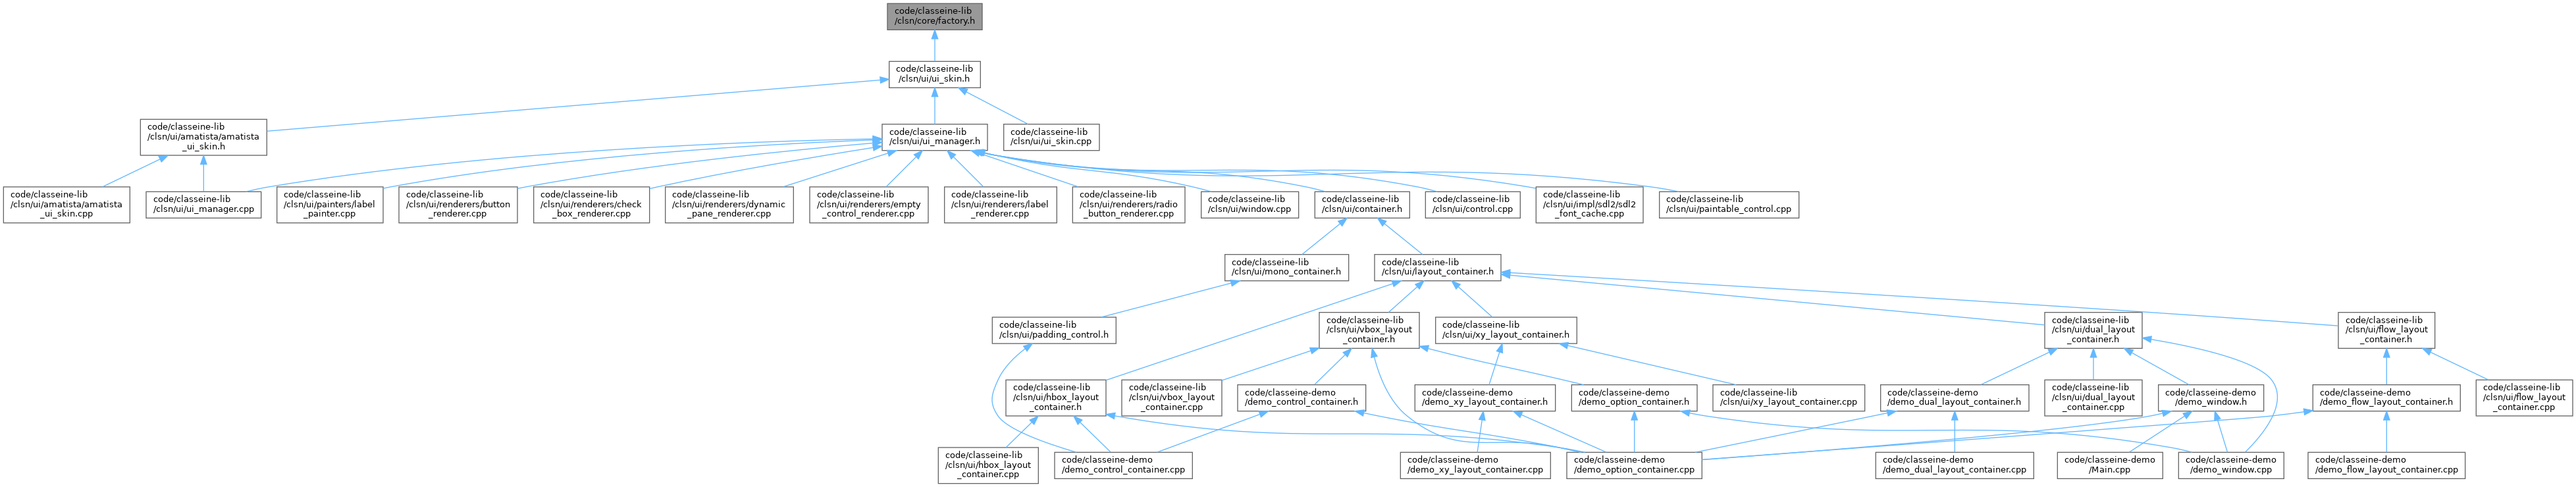 code/classeine-lib
/clsn/core/factory.h
code/classeine-lib
/clsn/ui/ui_skin.h
code/classeine-lib
/clsn/ui/amatista/amatista
_ui_skin.h
code/classeine-lib
/clsn/ui/ui_manager.h
code/classeine-lib
/clsn/ui/ui_skin.cpp
code/classeine-lib
/clsn/ui/amatista/amatista
_ui_skin.cpp
code/classeine-lib
/clsn/ui/ui_manager.cpp
code/classeine-lib
/clsn/ui/painters/label
_painter.cpp
code/classeine-lib
/clsn/ui/renderers/button
_renderer.cpp
code/classeine-lib
/clsn/ui/renderers/check
_box_renderer.cpp
code/classeine-lib
/clsn/ui/renderers/dynamic
_pane_renderer.cpp
code/classeine-lib
/clsn/ui/renderers/empty
_control_renderer.cpp
code/classeine-lib
/clsn/ui/renderers/label
_renderer.cpp
code/classeine-lib
/clsn/ui/renderers/radio
_button_renderer.cpp
code/classeine-lib
/clsn/ui/window.cpp
code/classeine-lib
/clsn/ui/container.h
code/classeine-lib
/clsn/ui/control.cpp
code/classeine-lib
/clsn/ui/impl/sdl2/sdl2
_font_cache.cpp
code/classeine-lib
/clsn/ui/paintable_control.cpp
code/classeine-lib
/clsn/ui/mono_container.h
code/classeine-lib
/clsn/ui/layout_container.h
code/classeine-lib
/clsn/ui/padding_control.h
code/classeine-lib
/clsn/ui/vbox_layout
_container.h
code/classeine-lib
/clsn/ui/xy_layout_container.h
code/classeine-lib
/clsn/ui/dual_layout
_container.h
code/classeine-lib
/clsn/ui/flow_layout
_container.h
code/classeine-lib
/clsn/ui/hbox_layout
_container.h
code/classeine-lib
/clsn/ui/vbox_layout
_container.cpp
code/classeine-demo
/demo_control_container.h
code/classeine-demo
/demo_xy_layout_container.h
code/classeine-demo
/demo_option_container.h
code/classeine-lib
/clsn/ui/xy_layout_container.cpp
code/classeine-demo
/demo_dual_layout_container.h
code/classeine-lib
/clsn/ui/dual_layout
_container.cpp
code/classeine-demo
/demo_window.h
code/classeine-demo
/demo_flow_layout_container.h
code/classeine-lib
/clsn/ui/flow_layout
_container.cpp
code/classeine-lib
/clsn/ui/hbox_layout
_container.cpp
code/classeine-demo
/demo_control_container.cpp
code/classeine-demo
/demo_xy_layout_container.cpp
code/classeine-demo
/demo_option_container.cpp
code/classeine-demo
/demo_dual_layout_container.cpp
code/classeine-demo
/Main.cpp
code/classeine-demo
/demo_window.cpp
code/classeine-demo
/demo_flow_layout_container.cpp